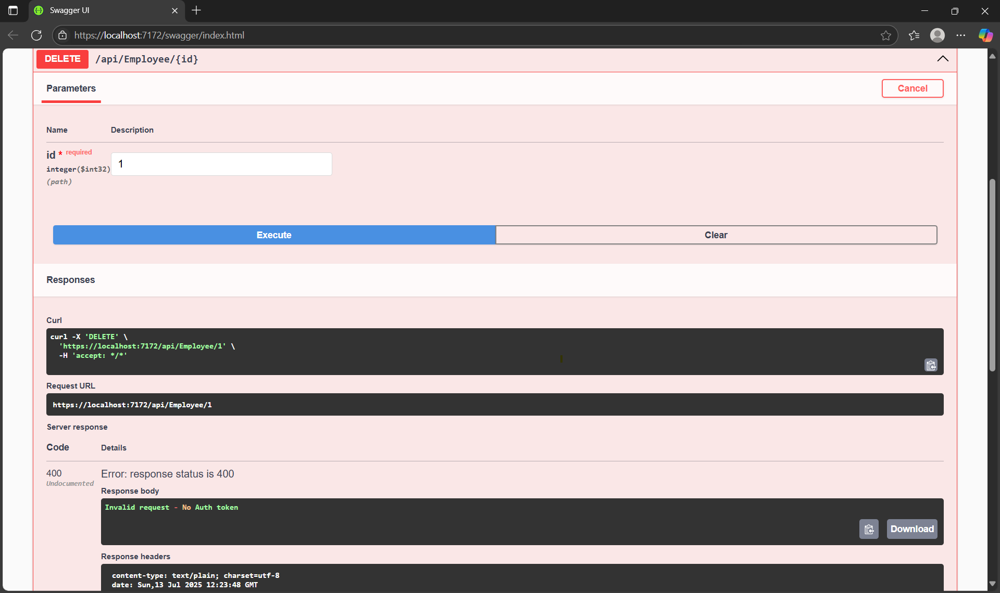 Swagger UI
https://localhost:7172/swagger/index.html
DELETE /api/Employee/{id}
Parameters
Cancel
Name Description
id * required
integer($int32)
(path)
1
Execute Clear
Responses
Curl
curl -X 'DELETE' \
'https://localhost:7172/api/Employee/1' \
-H 'accept: */*'
Request URL
https://localhost:7172/api/Employee/1
Server response
Code Details
400
Undocumented
Error: response status is 400
Response body
Invalid request - No Auth token
Download
Response headers
content-type: text/plain; charset=utf-8
date: Sun,13 Jul 2025 12:23:48 GMT